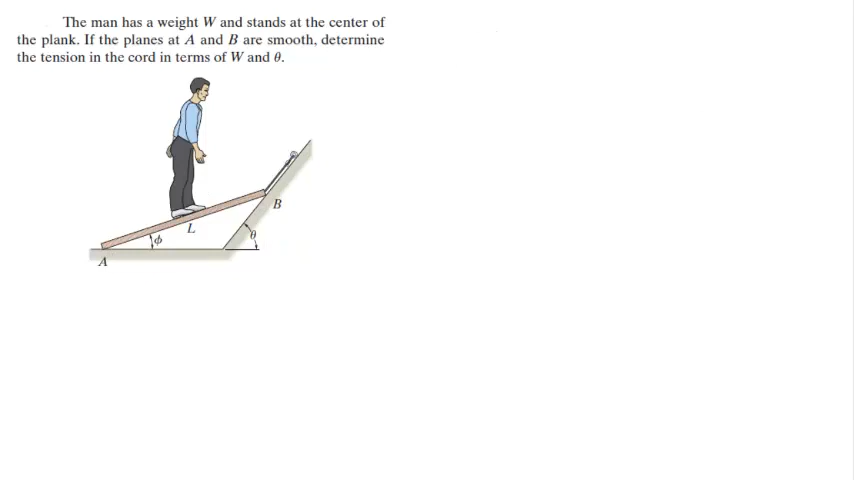 The man has a weight W and stands at the center of
the plank. If the planes at A and B are smooth, determine
the tension in the cord in terms of W and θ.
B
L
ϕ
θ
A